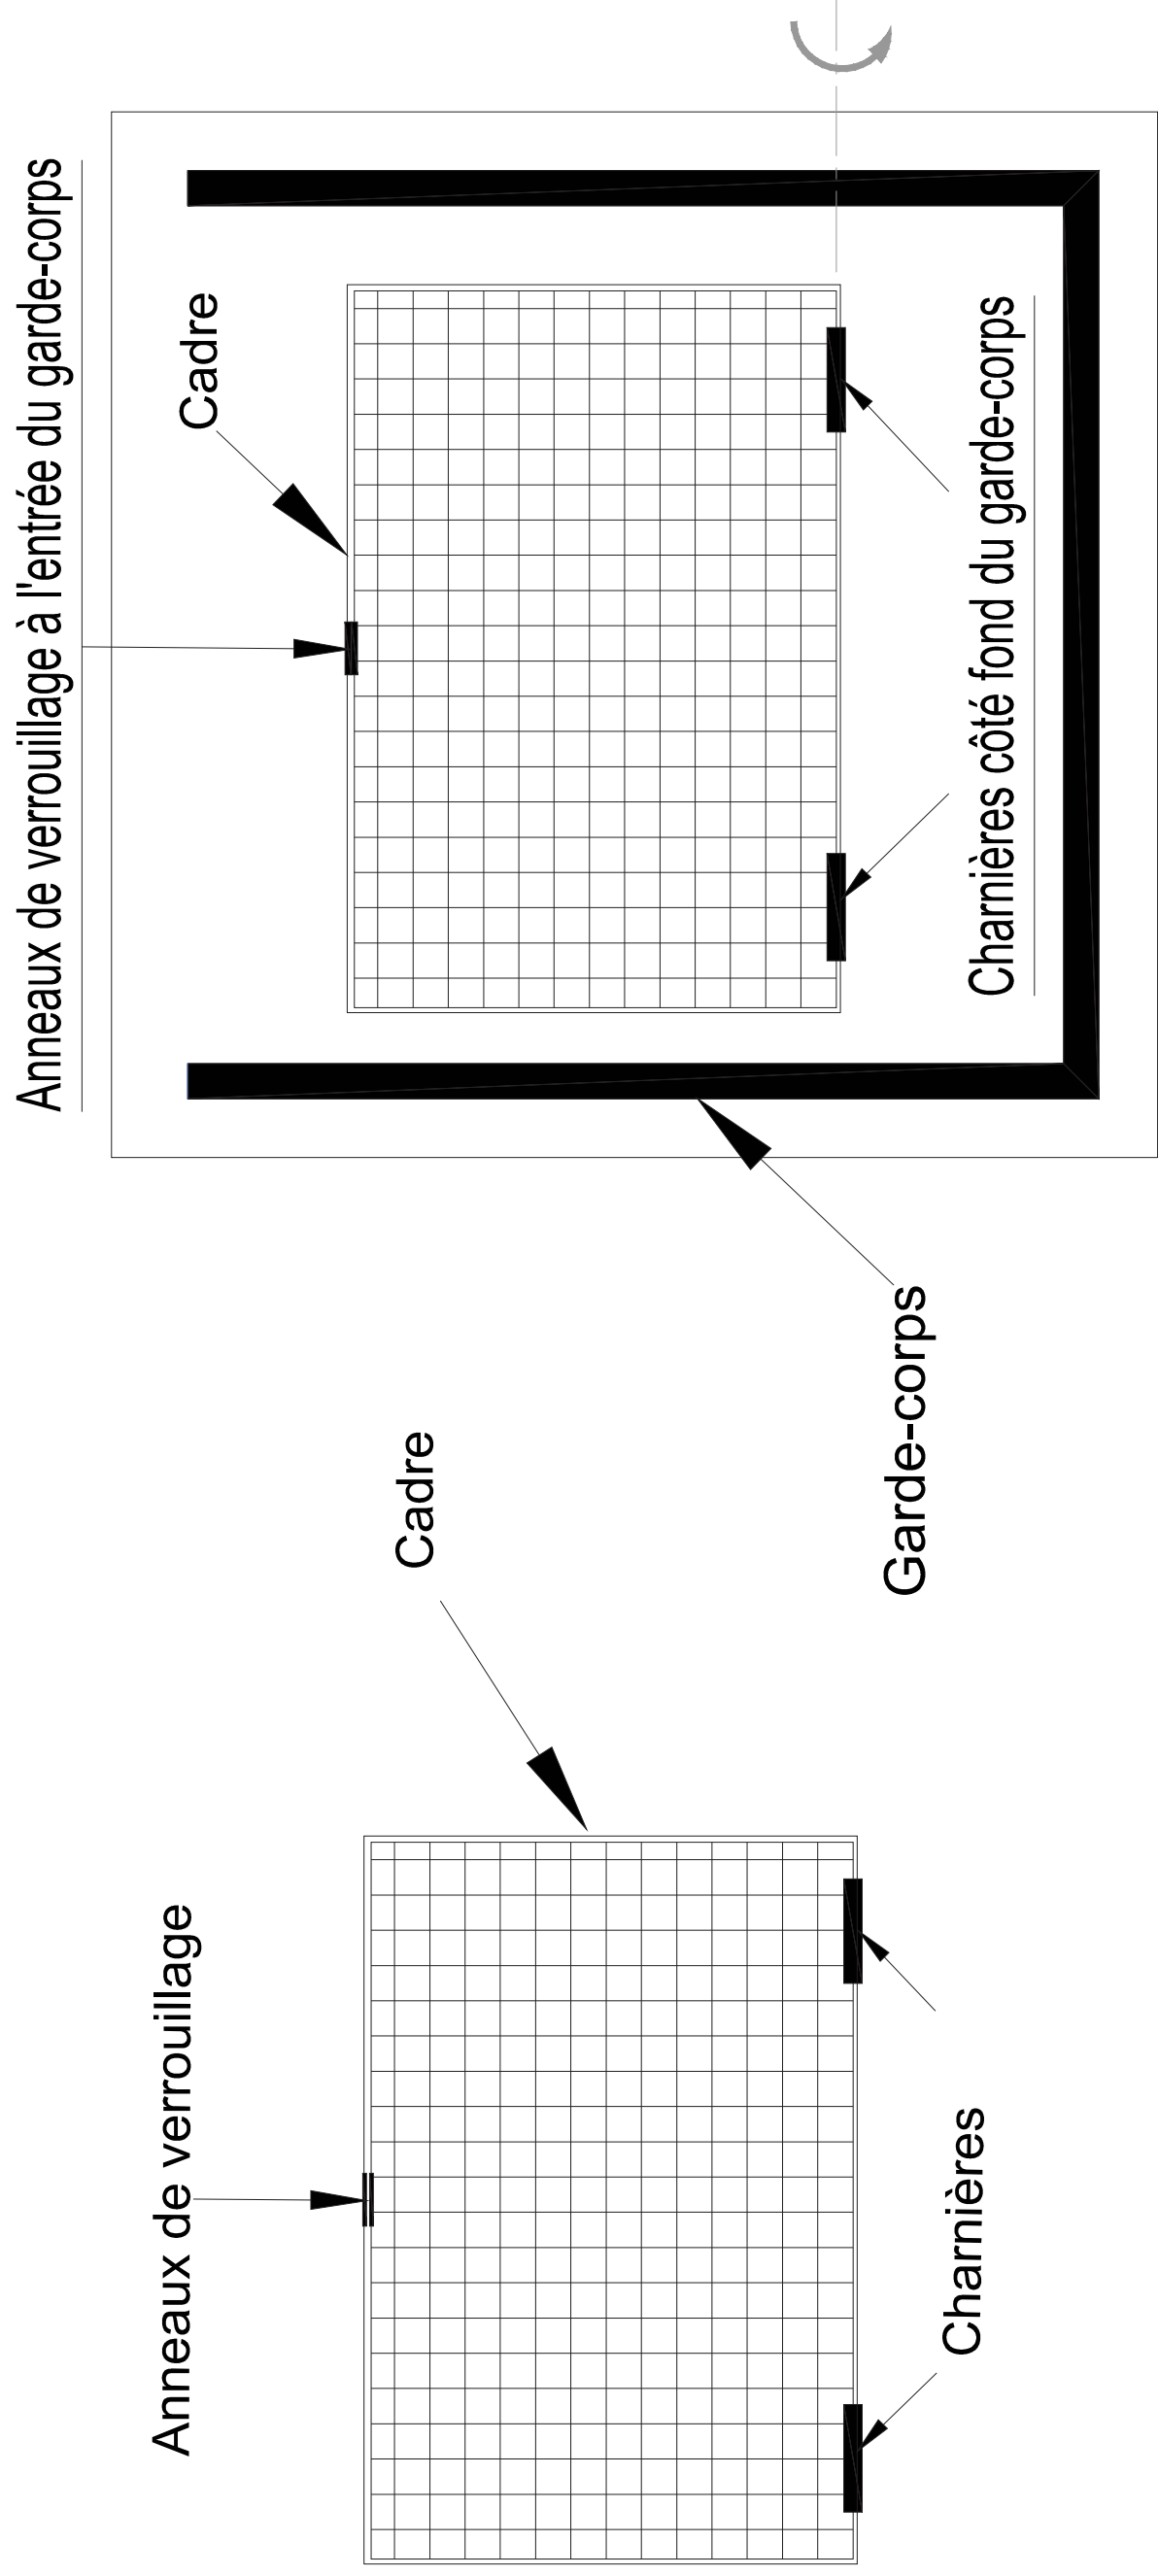 Anneaux de verrouillage à l'entrée du garde-corps
Cadre
Charnières côté fond du garde-corps
Garde-corps
Cadre
Anneaux de verrouillage
Charnières